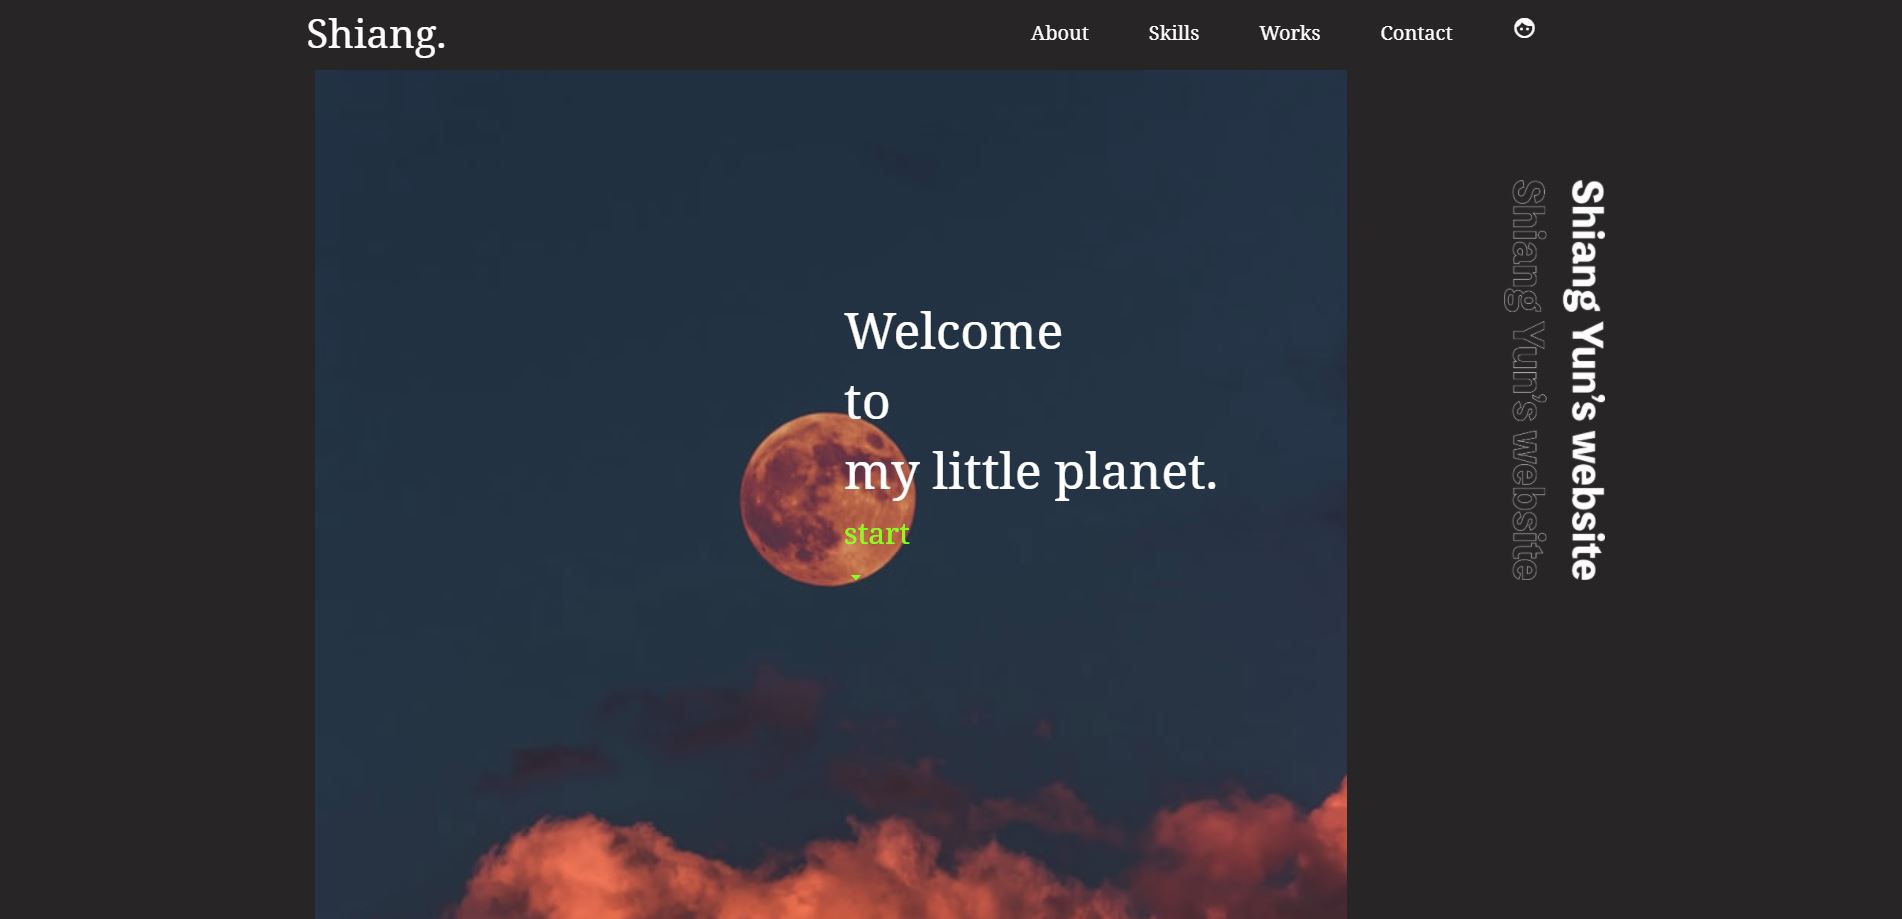 Shiang.
About
Skills
Works
Contact
Welcome
to
my little planet.
start
Shiang Yun’s website
Shiang Yun’s website